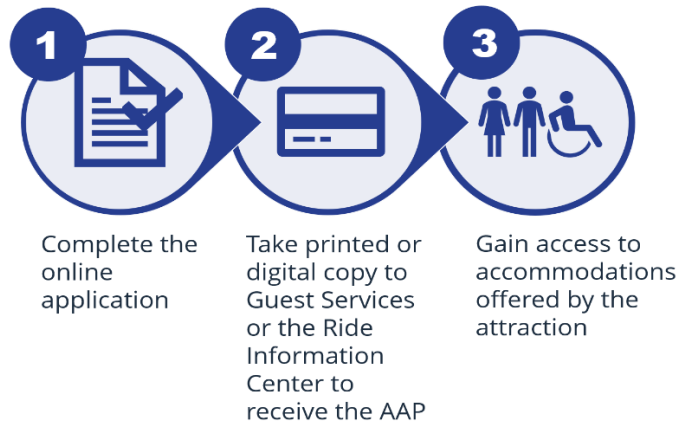 1
Complete the
online
application
2
Take printed or
digital copy to
Guest Services
or the Ride
Information
Center to
receive the AAP
3
Gain access to
accommodations
offered by the
attraction